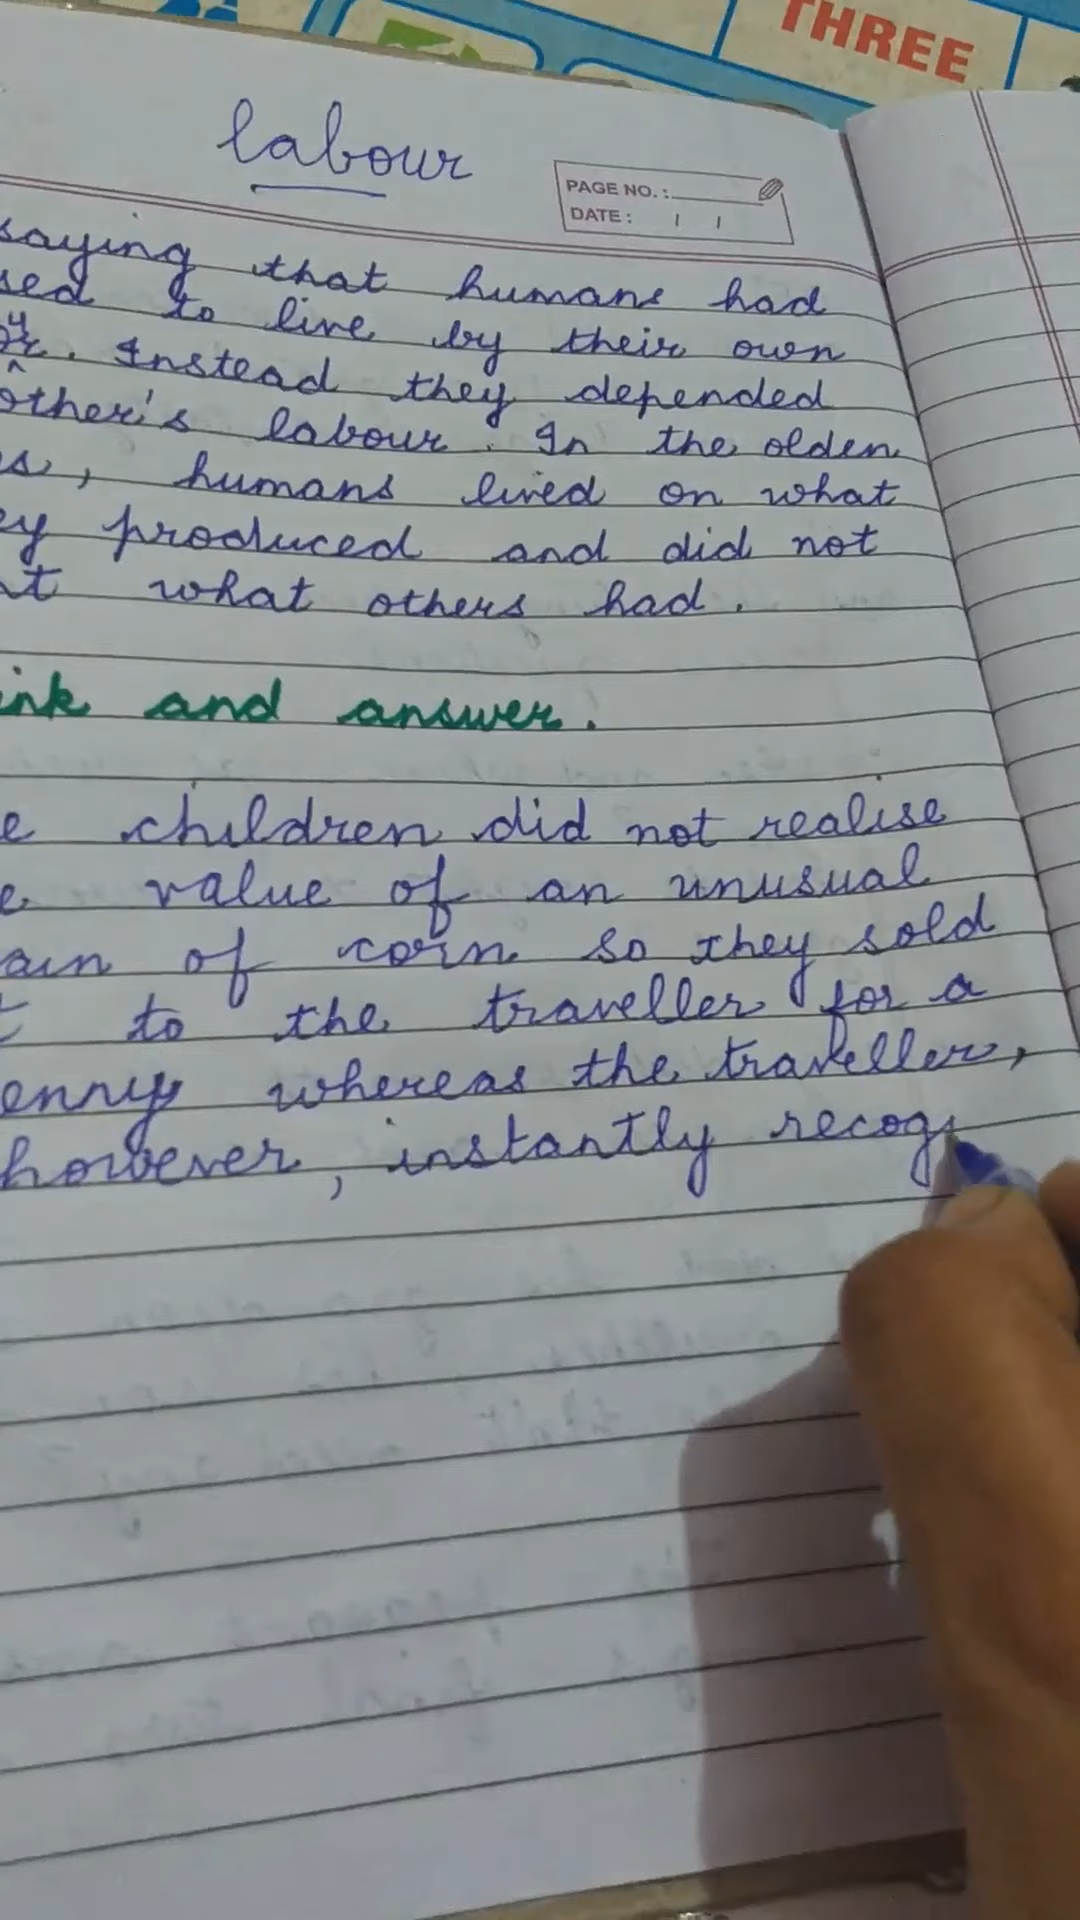 THREE
labour
PAGE NO. :
DATE :
saying that humans had
sed to live by their own
. Instead they depended
other's labour. In the olden
s, humans lived on what
ey produced and did not
t what others had.
ink and answer.
e children did not realise
e value of an unusual
ain of corn so they sold
t to the traveller for a
enny whereas the traveller,
however, instantly recog